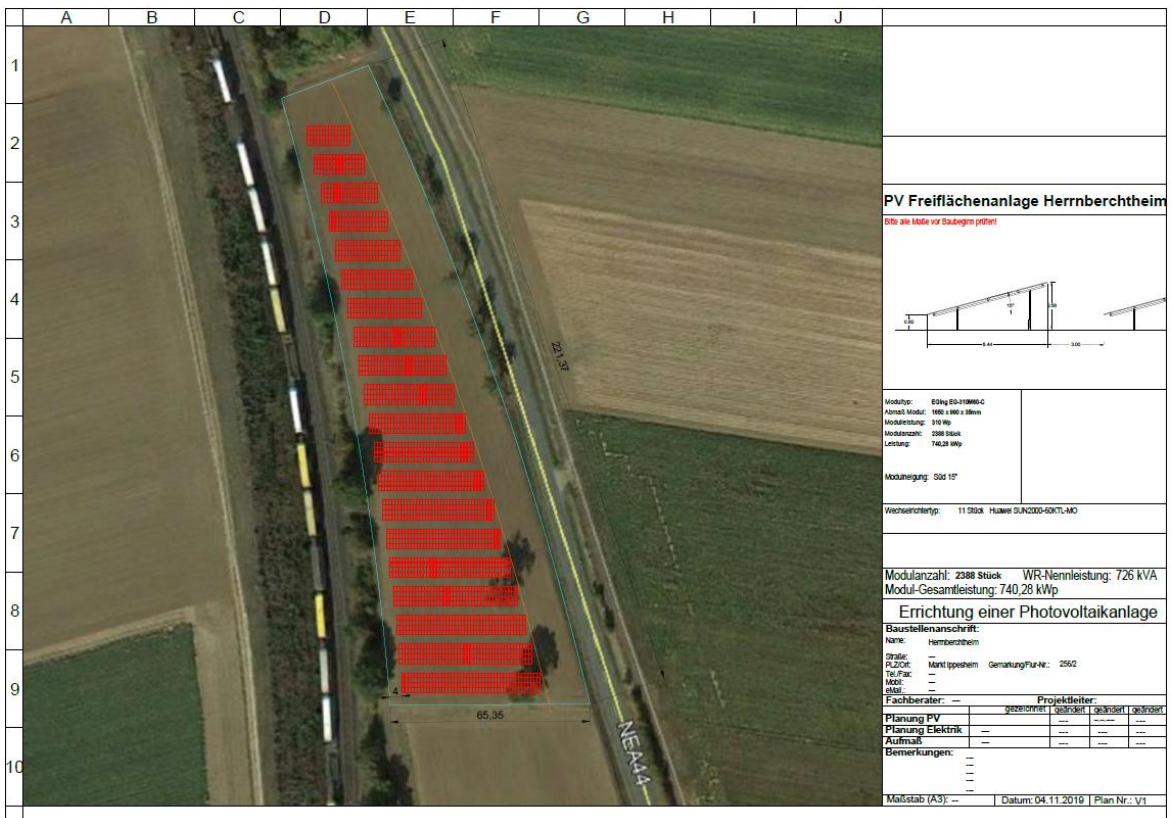 A B C D E F G H I J
1
2
3
4
5
6
7
8
9
10
221,37
4
65,35
NEA44
PV Freiflächenanlage Herrnberchtheim
Bitte alle Maße vor Baubeginn prüfen!
15°
3.00
Modultyp: EGing EG-310M60-C
Abmaß Modul: 1650 x 990 x 35mm
Modulleistung: 310 Wp
Modulanzahl: 2388 Stück
Leistung: 740,28 kWp
Modulneigung: Süd 15°
Wechselrichtertyp: 11 Stück Huawei SUN2000-60KTL-MO
Modulanzahl: 2388 Stück WR-Nennleistung: 726 kVA
Modul-Gesamtleistung: 740,28 kWp
Errichtung einer Photovoltaikanlage
Baustellenanschrift:
Name: Herrnberchtheim
Straße: ---
PLZ/Ort: Markt Ippesheim Gemarkung/Flur-Nr.: 256/2
Tel./Fax: ---
Mobil: ---
eMail.: ---
Fachberater: --- Projektleiter:
gezeichnet geändert geändert geändert
Planung PV --- --.--.---- ---
Planung Elektrik --- --- --- ---
Aufmaß --- --- --- ---
Bemerkungen: ---
---
---
---
---
Maßstab (A3): -- Datum: 04.11.2019 Plan Nr.: V1